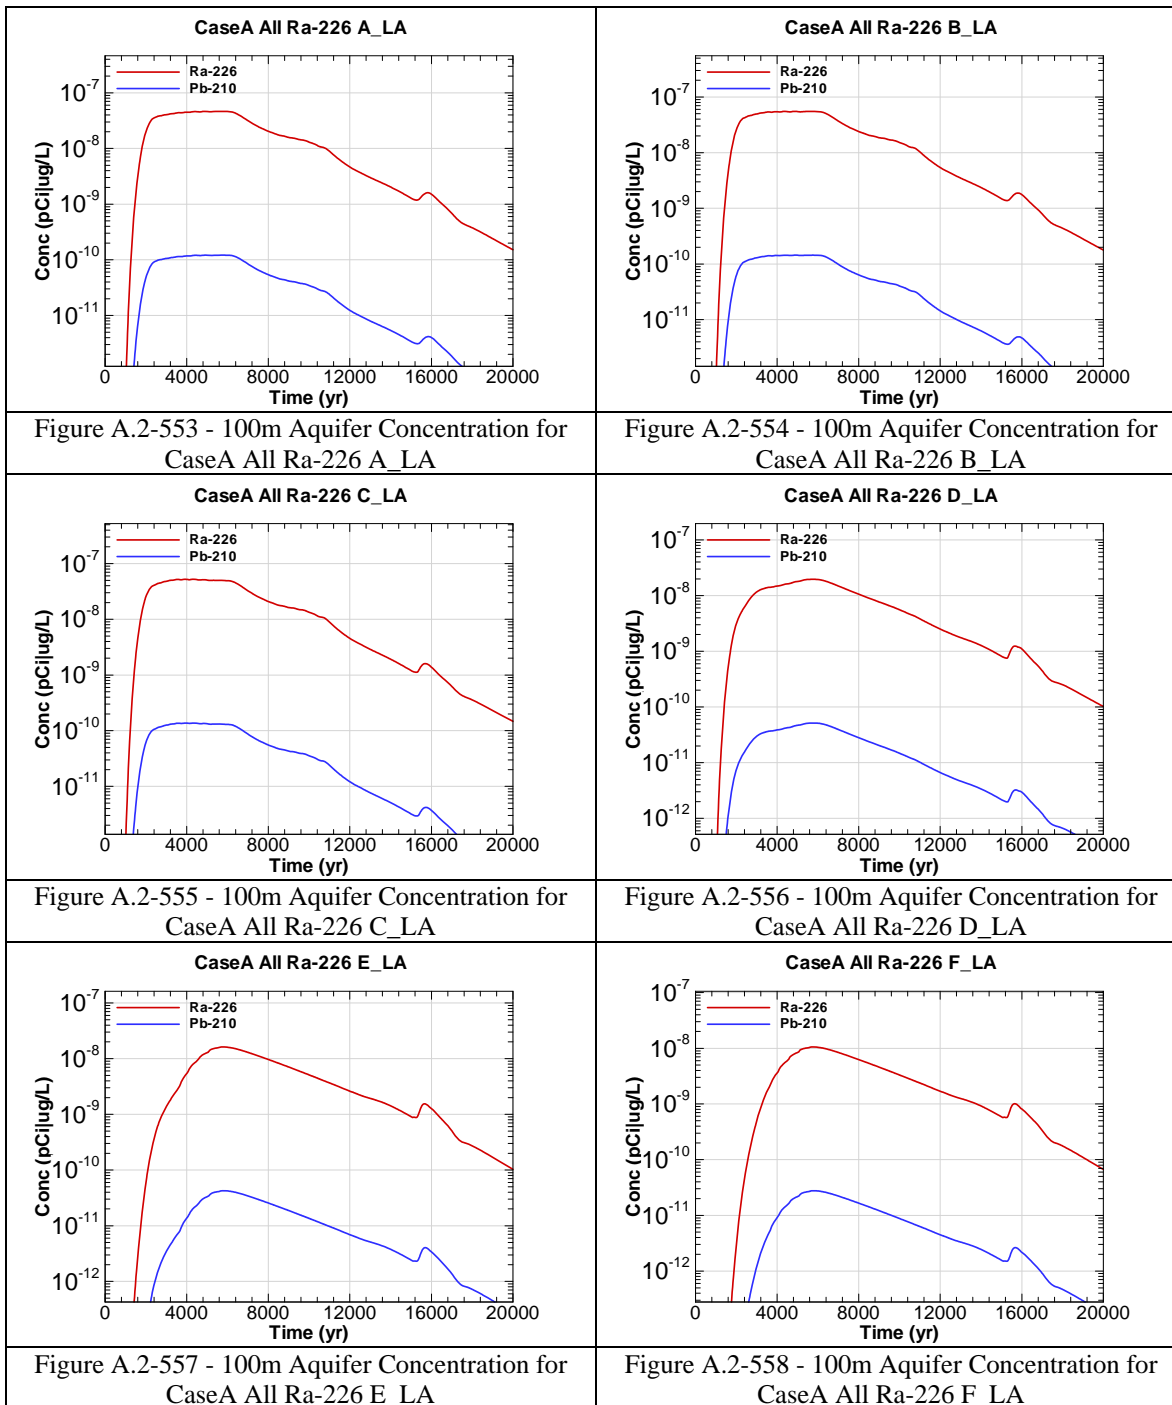 CaseA All Ra-226 A_LA
Ra-226
Pb-210
10-7
10-8
10-9
10-10
10-11
Conc (pCi|ug/L)
0 4000 8000 12000 16000 20000
Time (yr)
Figure A.2-553 - 100m Aquifer Concentration for
CaseA All Ra-226 A_LA
CaseA All Ra-226 B_LA
Ra-226
Pb-210
10-7
10-8
10-9
10-10
10-11
Conc (pCi|ug/L)
0 4000 8000 12000 16000 20000
Time (yr)
Figure A.2-554 - 100m Aquifer Concentration for
CaseA All Ra-226 B_LA
CaseA All Ra-226 C_LA
Ra-226
Pb-210
10-7
10-8
10-9
10-10
10-11
Conc (pCi|ug/L)
0 4000 8000 12000 16000 20000
Time (yr)
Figure A.2-555 - 100m Aquifer Concentration for
CaseA All Ra-226 C_LA
CaseA All Ra-226 D_LA
Ra-226
Pb-210
10-7
10-8
10-9
10-10
10-11
10-12
Conc (pCi|ug/L)
0 4000 8000 12000 16000 20000
Time (yr)
Figure A.2-556 - 100m Aquifer Concentration for
CaseA All Ra-226 D_LA
CaseA All Ra-226 E_LA
Ra-226
Pb-210
10-7
10-8
10-9
10-10
10-11
10-12
Conc (pCi|ug/L)
0 4000 8000 12000 16000 20000
Time (yr)
Figure A.2-557 - 100m Aquifer Concentration for
CaseA All Ra-226 E_LA
CaseA All Ra-226 F_LA
Ra-226
Pb-210
10-7
10-8
10-9
10-10
10-11
10-12
Conc (pCi|ug/L)
0 4000 8000 12000 16000 20000
Time (yr)
Figure A.2-558 - 100m Aquifer Concentration for
CaseA All Ra-226 F_LA